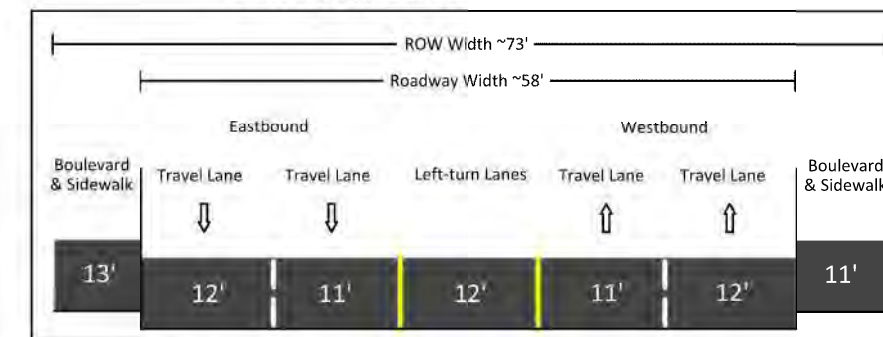 ROW Width ~73'
Roadway Width ~58'
Eastbound
Westbound
Boulevard
& Sidewalk
Travel Lane
Travel Lane
Left-turn Lanes
Travel Lane
Travel Lane
Boulevard
& Sidewalk
13'
12'
11'
12'
11'
12'
11'